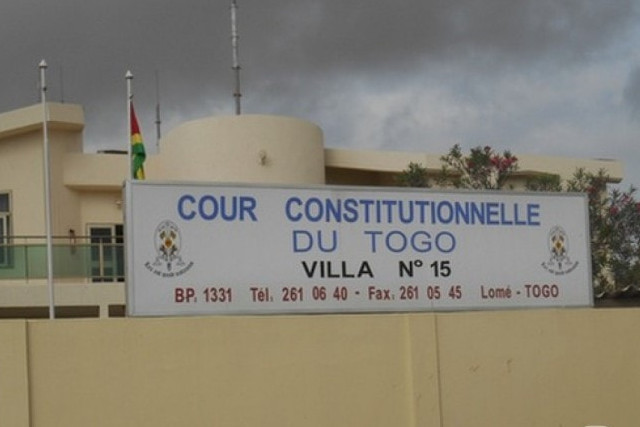 COUR CONSTITUTIONNELLE
DU TOGO
VILLA N° 15
BP. 1331 Tél. 261 06 40 - Fax. 261 05 45 Lomé - TOGO